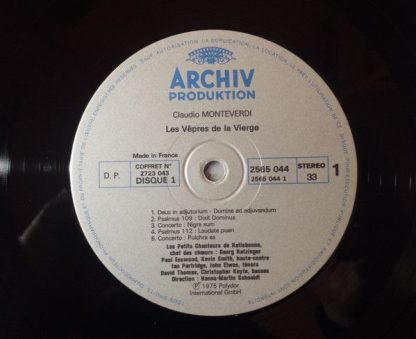 ARCHIV
PRODUKTION
Claudio MONTEVERDI
Les Vêpres de la Vierge
Made in France
D. P.
COFFRET N°
2723 043
DISQUE 1
2565 044
2565 044 1
STEREO
33
1
1. Deus in adjutorium - Domine ad adjuvandum
2. Psalmus 109 : Dixit Dominus
3. Concerto : Nigra sum
4. Psalmus 112 : Laudate pueri
5. Concerto : Pulchra es
Les Petits Chanteurs de Ratisbonne,
chef des chœurs : Georg Ratzinger
Paul Esswood, Kevin Smith, haute-contre
Ian Partridge, John Elwes, ténors
David Thomas, Christopher Keyte, basses
Direction : Hanns-Martin Schneidt
℗ 1975 Polydor
International GmbH